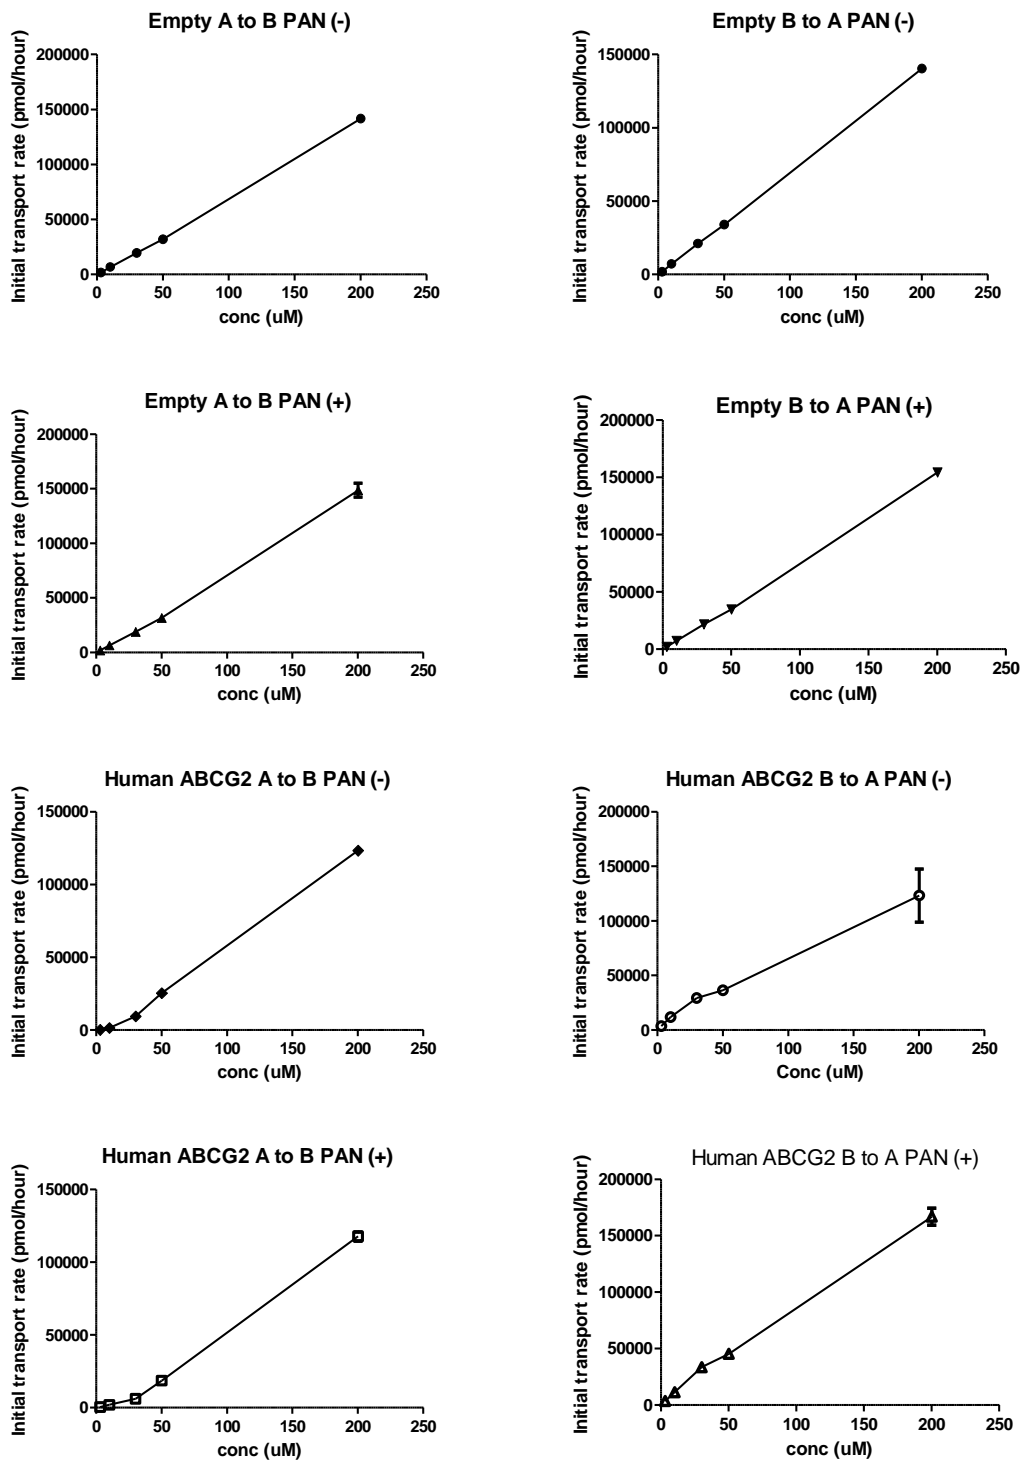 Empty A to B PAN (-)
Initial transport rate (pmol/hour)
200000
150000
100000
50000
0
0 50 100 150 200 250
conc (uM)
Empty B to A PAN (-)
Initial transport rate (pmol/hour)
150000
100000
50000
0
0 50 100 150 200 250
conc (uM)
Empty A to B PAN (+)
Initial transport rate (pmol/hour)
200000
150000
100000
50000
0
0 50 100 150 200 250
conc (uM)
Empty B to A PAN (+)
Initial transport rate (pmol/hour)
200000
150000
100000
50000
0
0 50 100 150 200 250
conc (uM)
Human ABCG2 A to B PAN (-)
Initial transport rate (pmol/hour)
150000
100000
50000
0
0 50 100 150 200 250
conc (uM)
Human ABCG2 B to A PAN (-)
Initial transport rate (pmol/hour)
200000
150000
100000
50000
0
0 50 100 150 200 250
Conc (uM)
Human ABCG2 A to B PAN (+)
Initial transport rate (pmol/hour)
150000
100000
50000
0
0 50 100 150 200 250
conc (uM)
Human ABCG2 B to A PAN (+)
Initial transport rate (pmol/hour)
200000
150000
100000
50000
0
0 50 100 150 200 250
conc (uM)